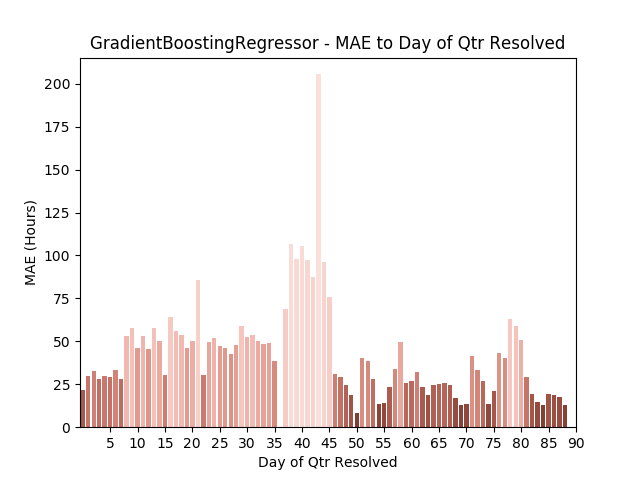 GradientBoostingRegressor - MAE to Day of Qtr Resolved
200
175
150
125
100
75
50
25
0
MAE (Hours)
5 10 15 20 25 30 35 40 45 50 55 60 65 70 75 80 85 90
Day of Qtr Resolved